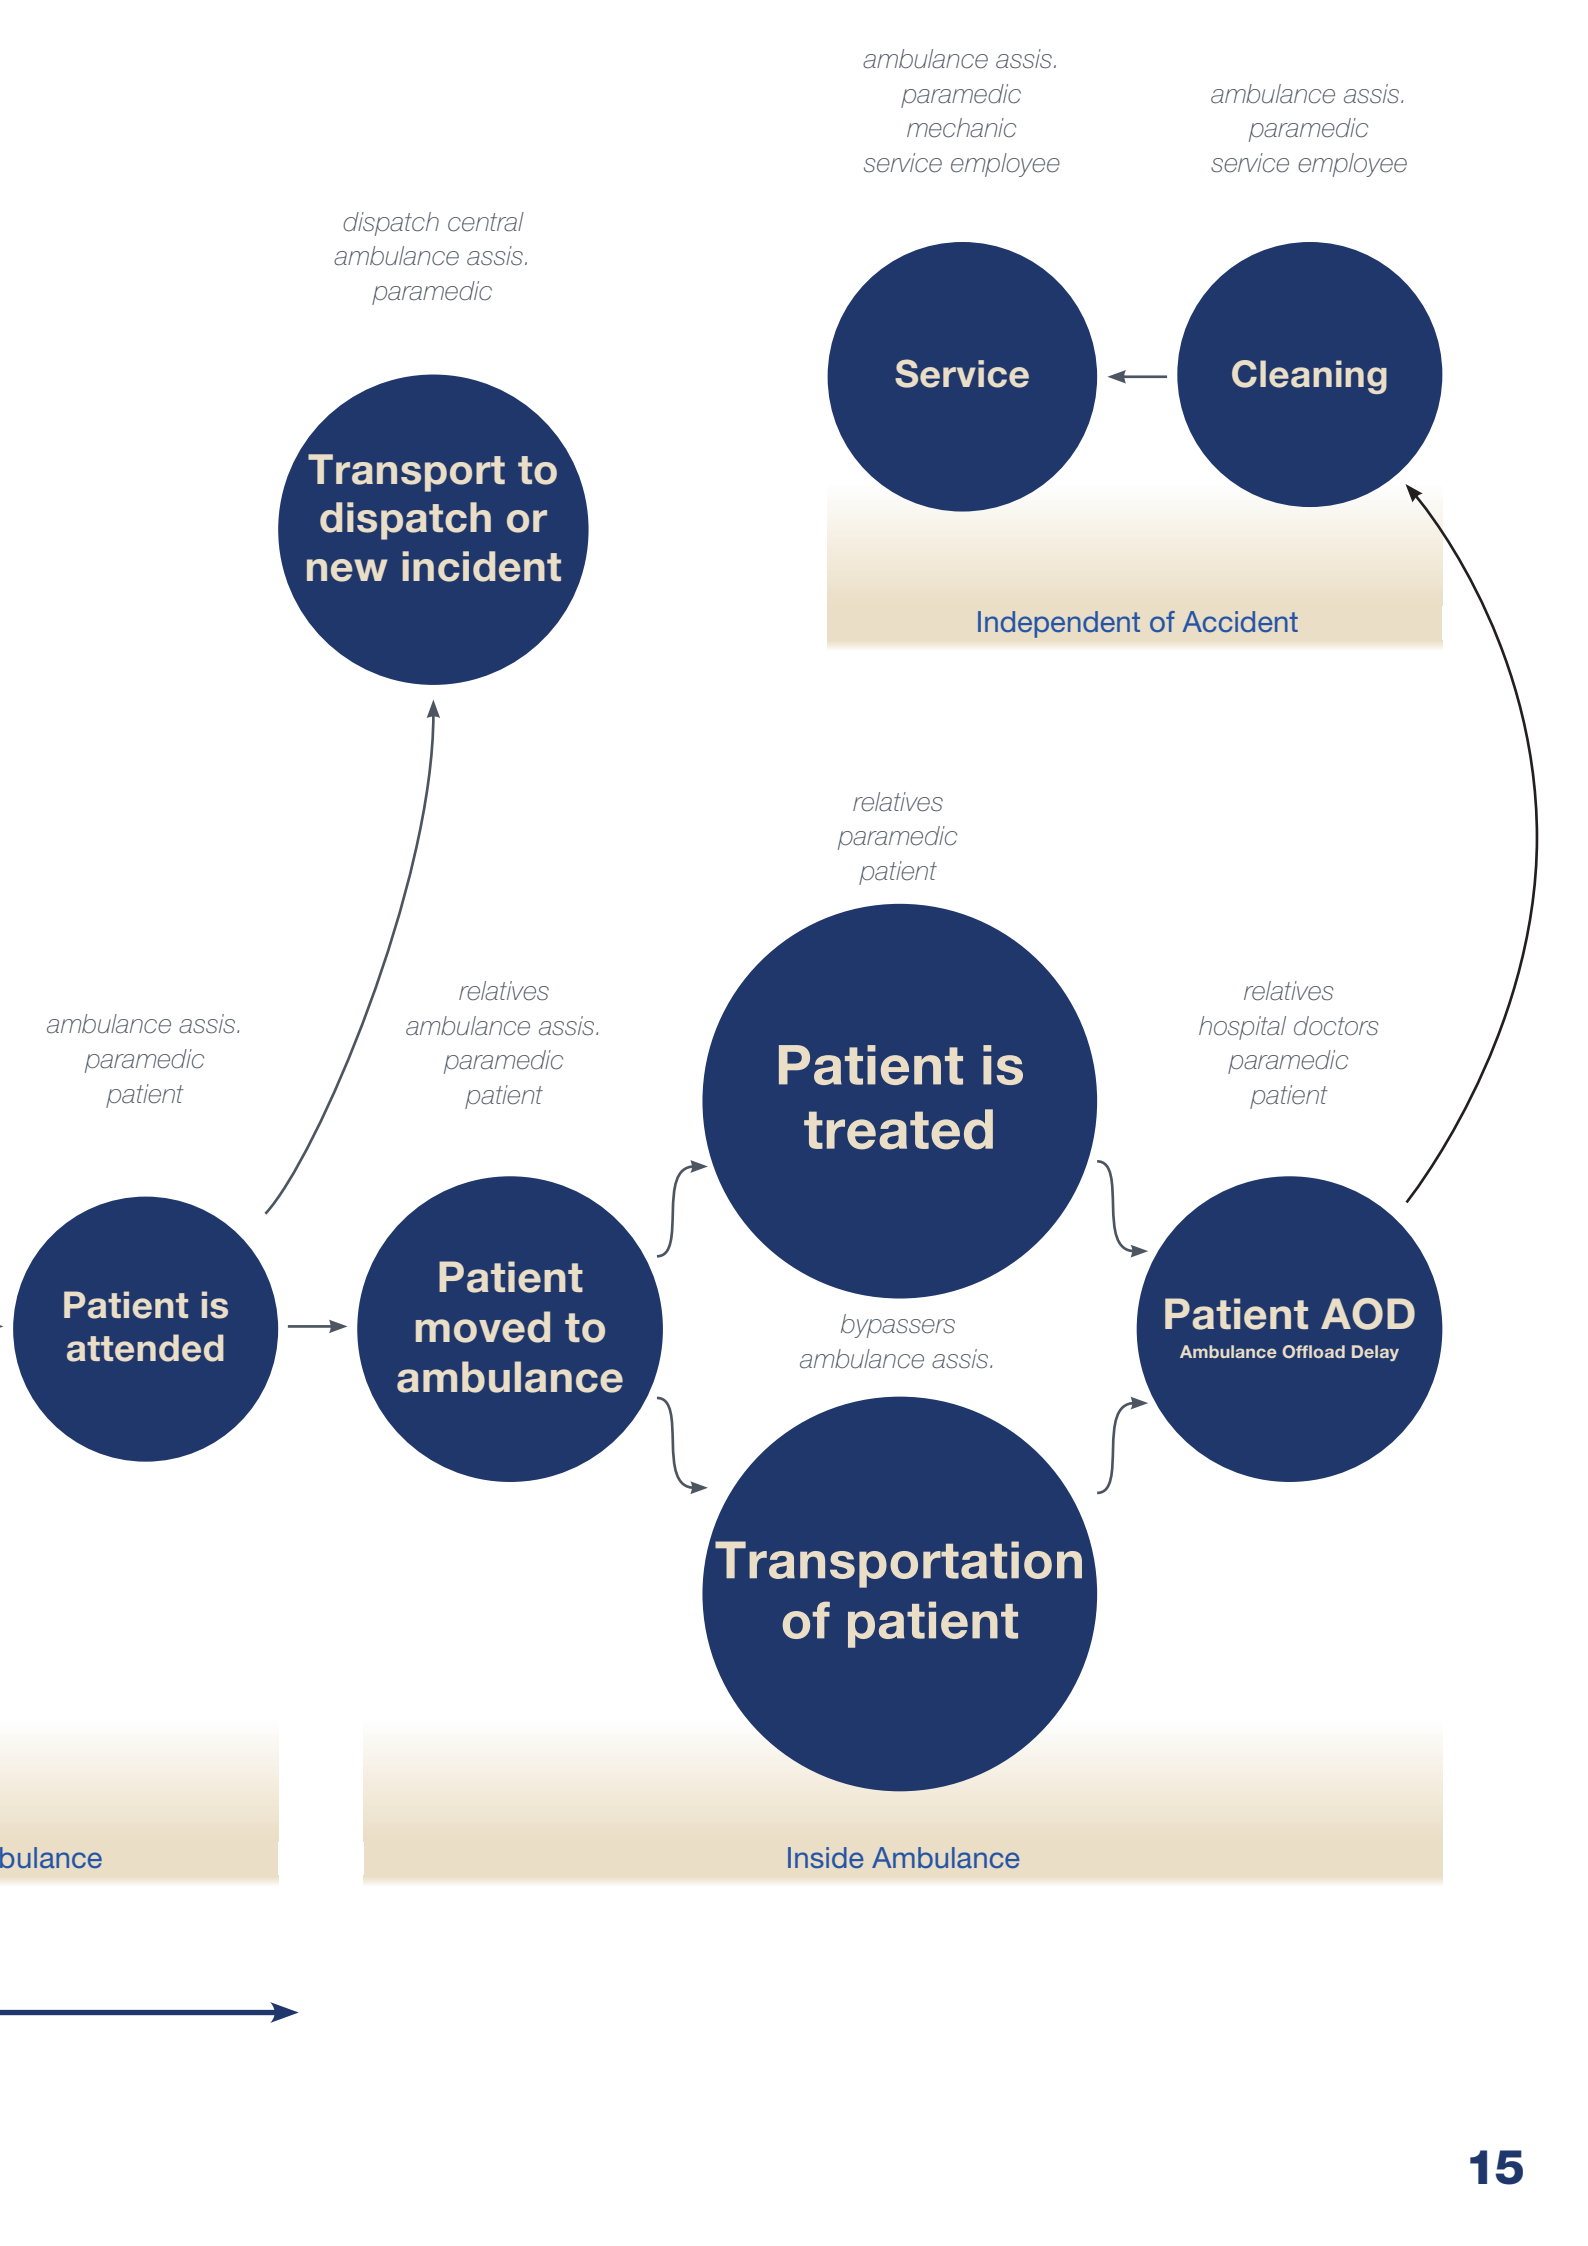 ambulance assis.
paramedic
mechanic
service employee
ambulance assis.
paramedic
service employee
dispatch central
ambulance assis.
paramedic
Service
Cleaning
Transport to
dispatch or
new incident
Independent of Accident
relatives
paramedic
patient
ambulance assis.
paramedic
patient
relatives
ambulance assis.
paramedic
patient
relatives
hospital doctors
paramedic
patient
Patient is
treated
Patient is
attended
Patient
moved to
ambulance
bypassers
ambulance assis.
Patient AOD
Ambulance Offload Delay
Transportation
of patient
bulance
Inside Ambulance
15